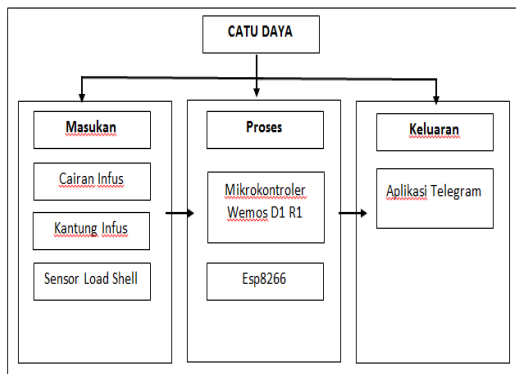 CATU DAYA
Masukan
Cairan Infus
Kantung Infus
Sensor Load Shell
Proses
Mikrokontroler
Wemos D1 R1
Esp8266
Keluaran
Aplikasi Telegram